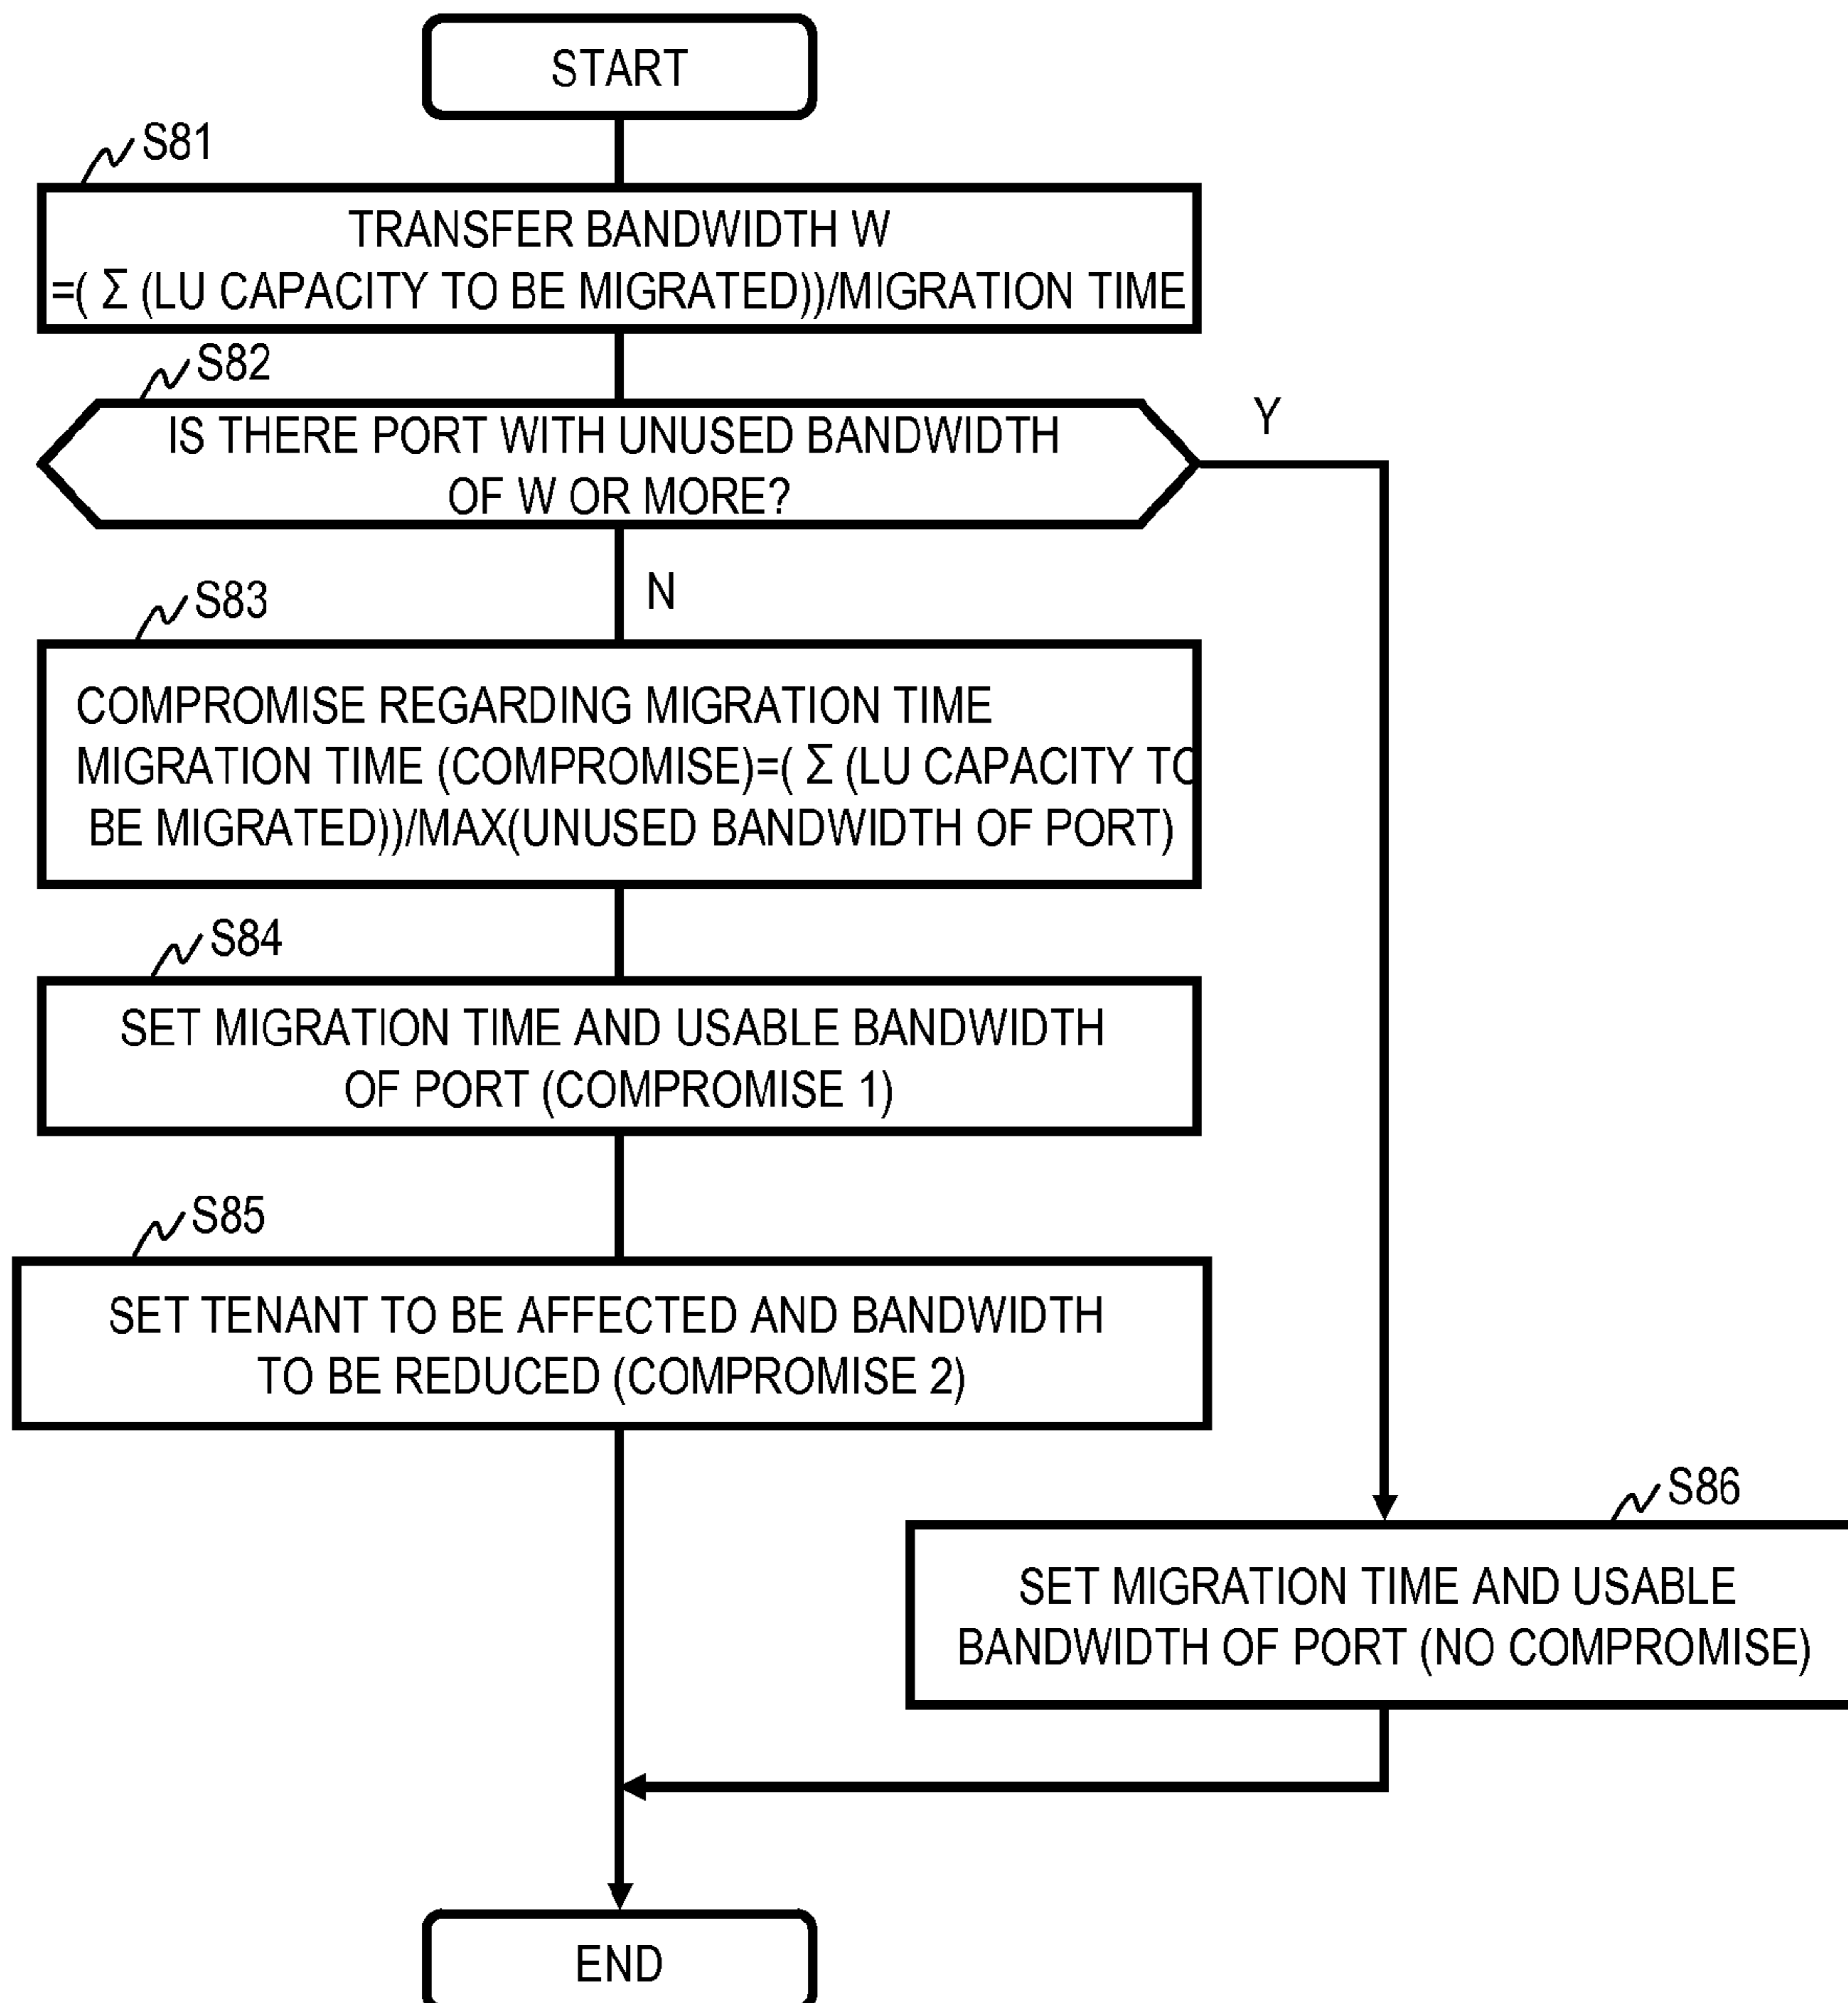 START
S81
TRANSFER BANDWIDTH W
=( Σ (LU CAPACITY TO BE MIGRATED))/MIGRATION TIME
S82
IS THERE PORT WITH UNUSED BANDWIDTH
OF W OR MORE?
Y
N
S83
COMPROMISE REGARDING MIGRATION TIME
MIGRATION TIME (COMPROMISE)=( Σ (LU CAPACITY TO
BE MIGRATED))/MAX(UNUSED BANDWIDTH OF PORT)
S84
SET MIGRATION TIME AND USABLE BANDWIDTH
OF PORT (COMPROMISE 1)
S85
SET TENANT TO BE AFFECTED AND BANDWIDTH
TO BE REDUCED (COMPROMISE 2)
S86
SET MIGRATION TIME AND USABLE
BANDWIDTH OF PORT (NO COMPROMISE)
END